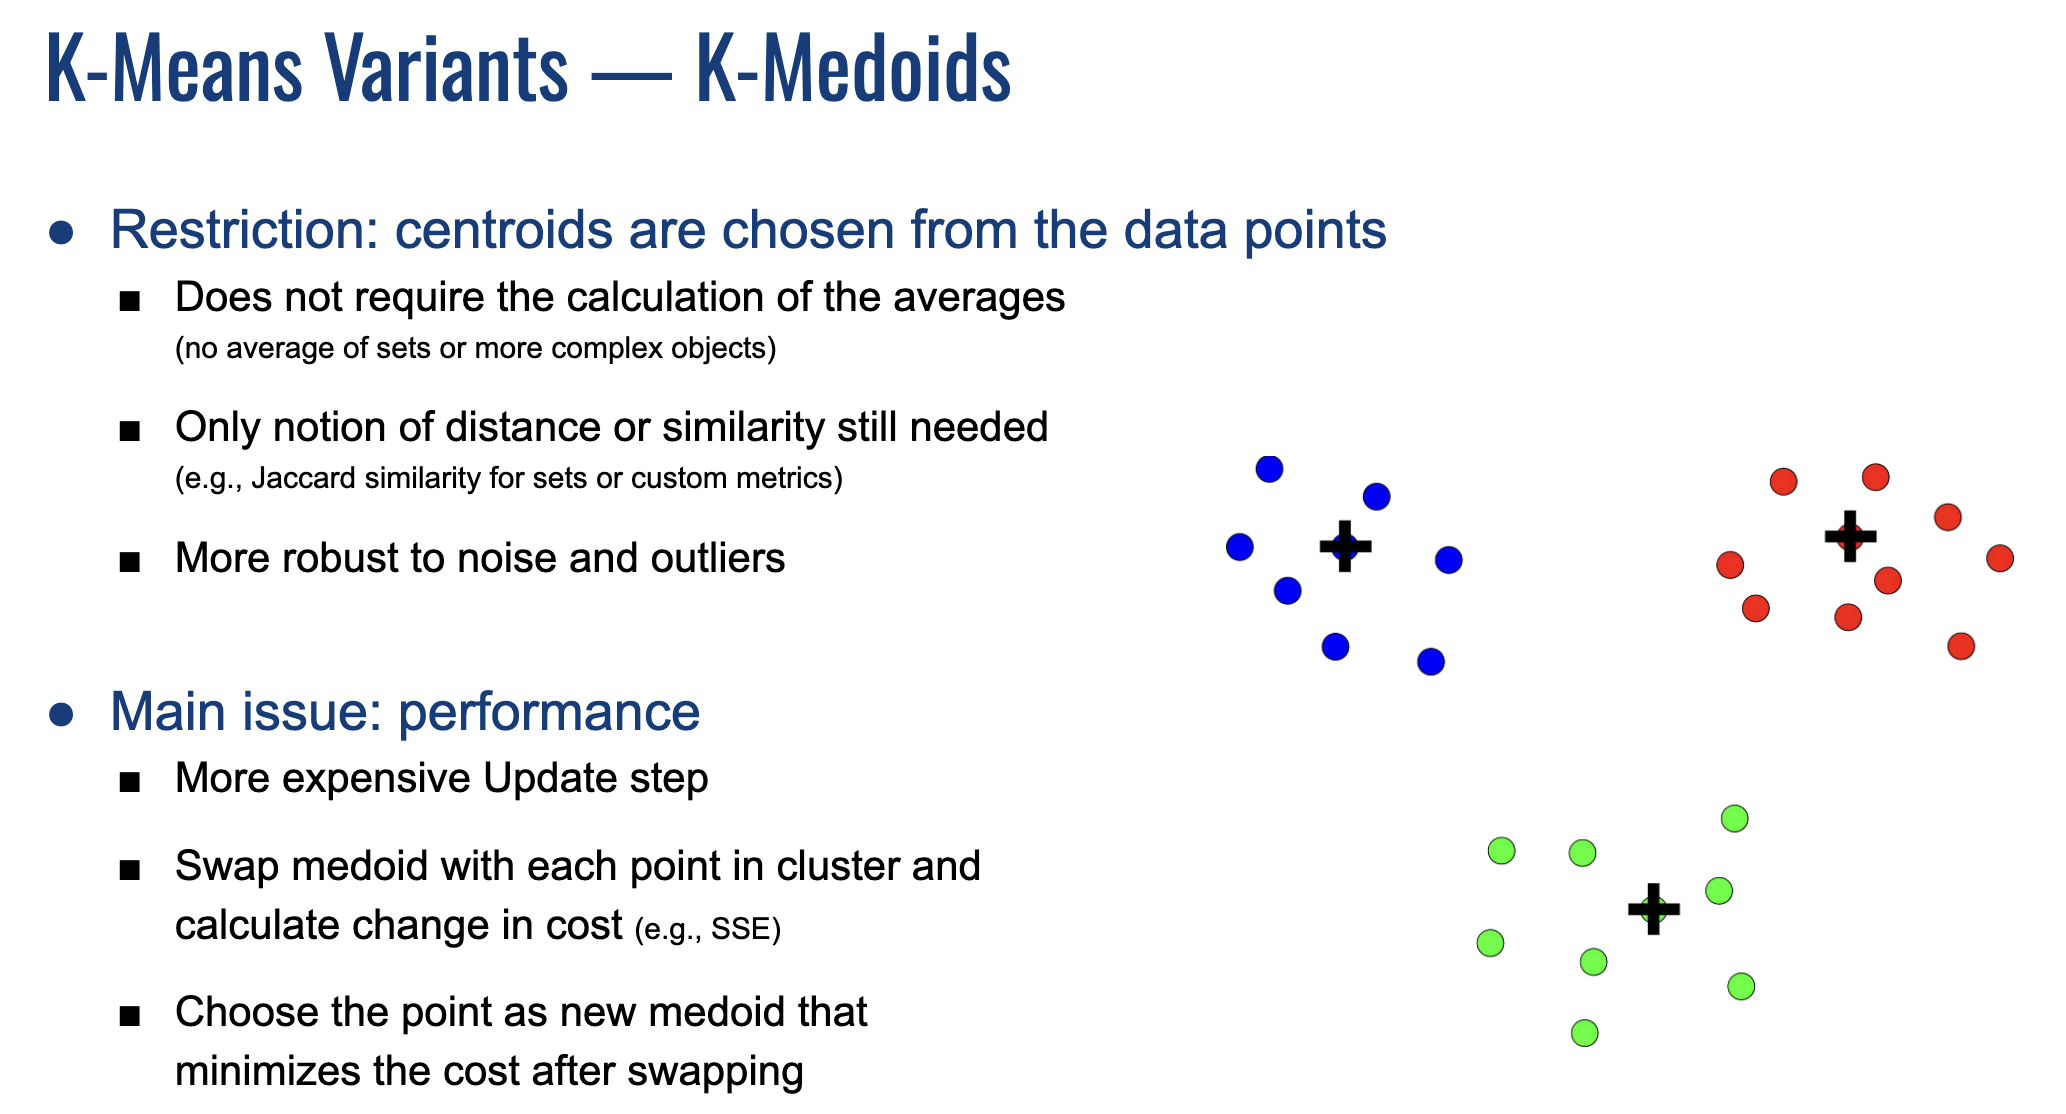 K-Means Variants — K-Medoids
● Restriction: centroids are chosen from the data points
■ Does not require the calculation of the averages
(no average of sets or more complex objects)
■ Only notion of distance or similarity still needed
(e.g., Jaccard similarity for sets or custom metrics)
■ More robust to noise and outliers
● Main issue: performance
■ More expensive Update step
■ Swap medoid with each point in cluster and
calculate change in cost (e.g., SSE)
■ Choose the point as new medoid that
minimizes the cost after swapping